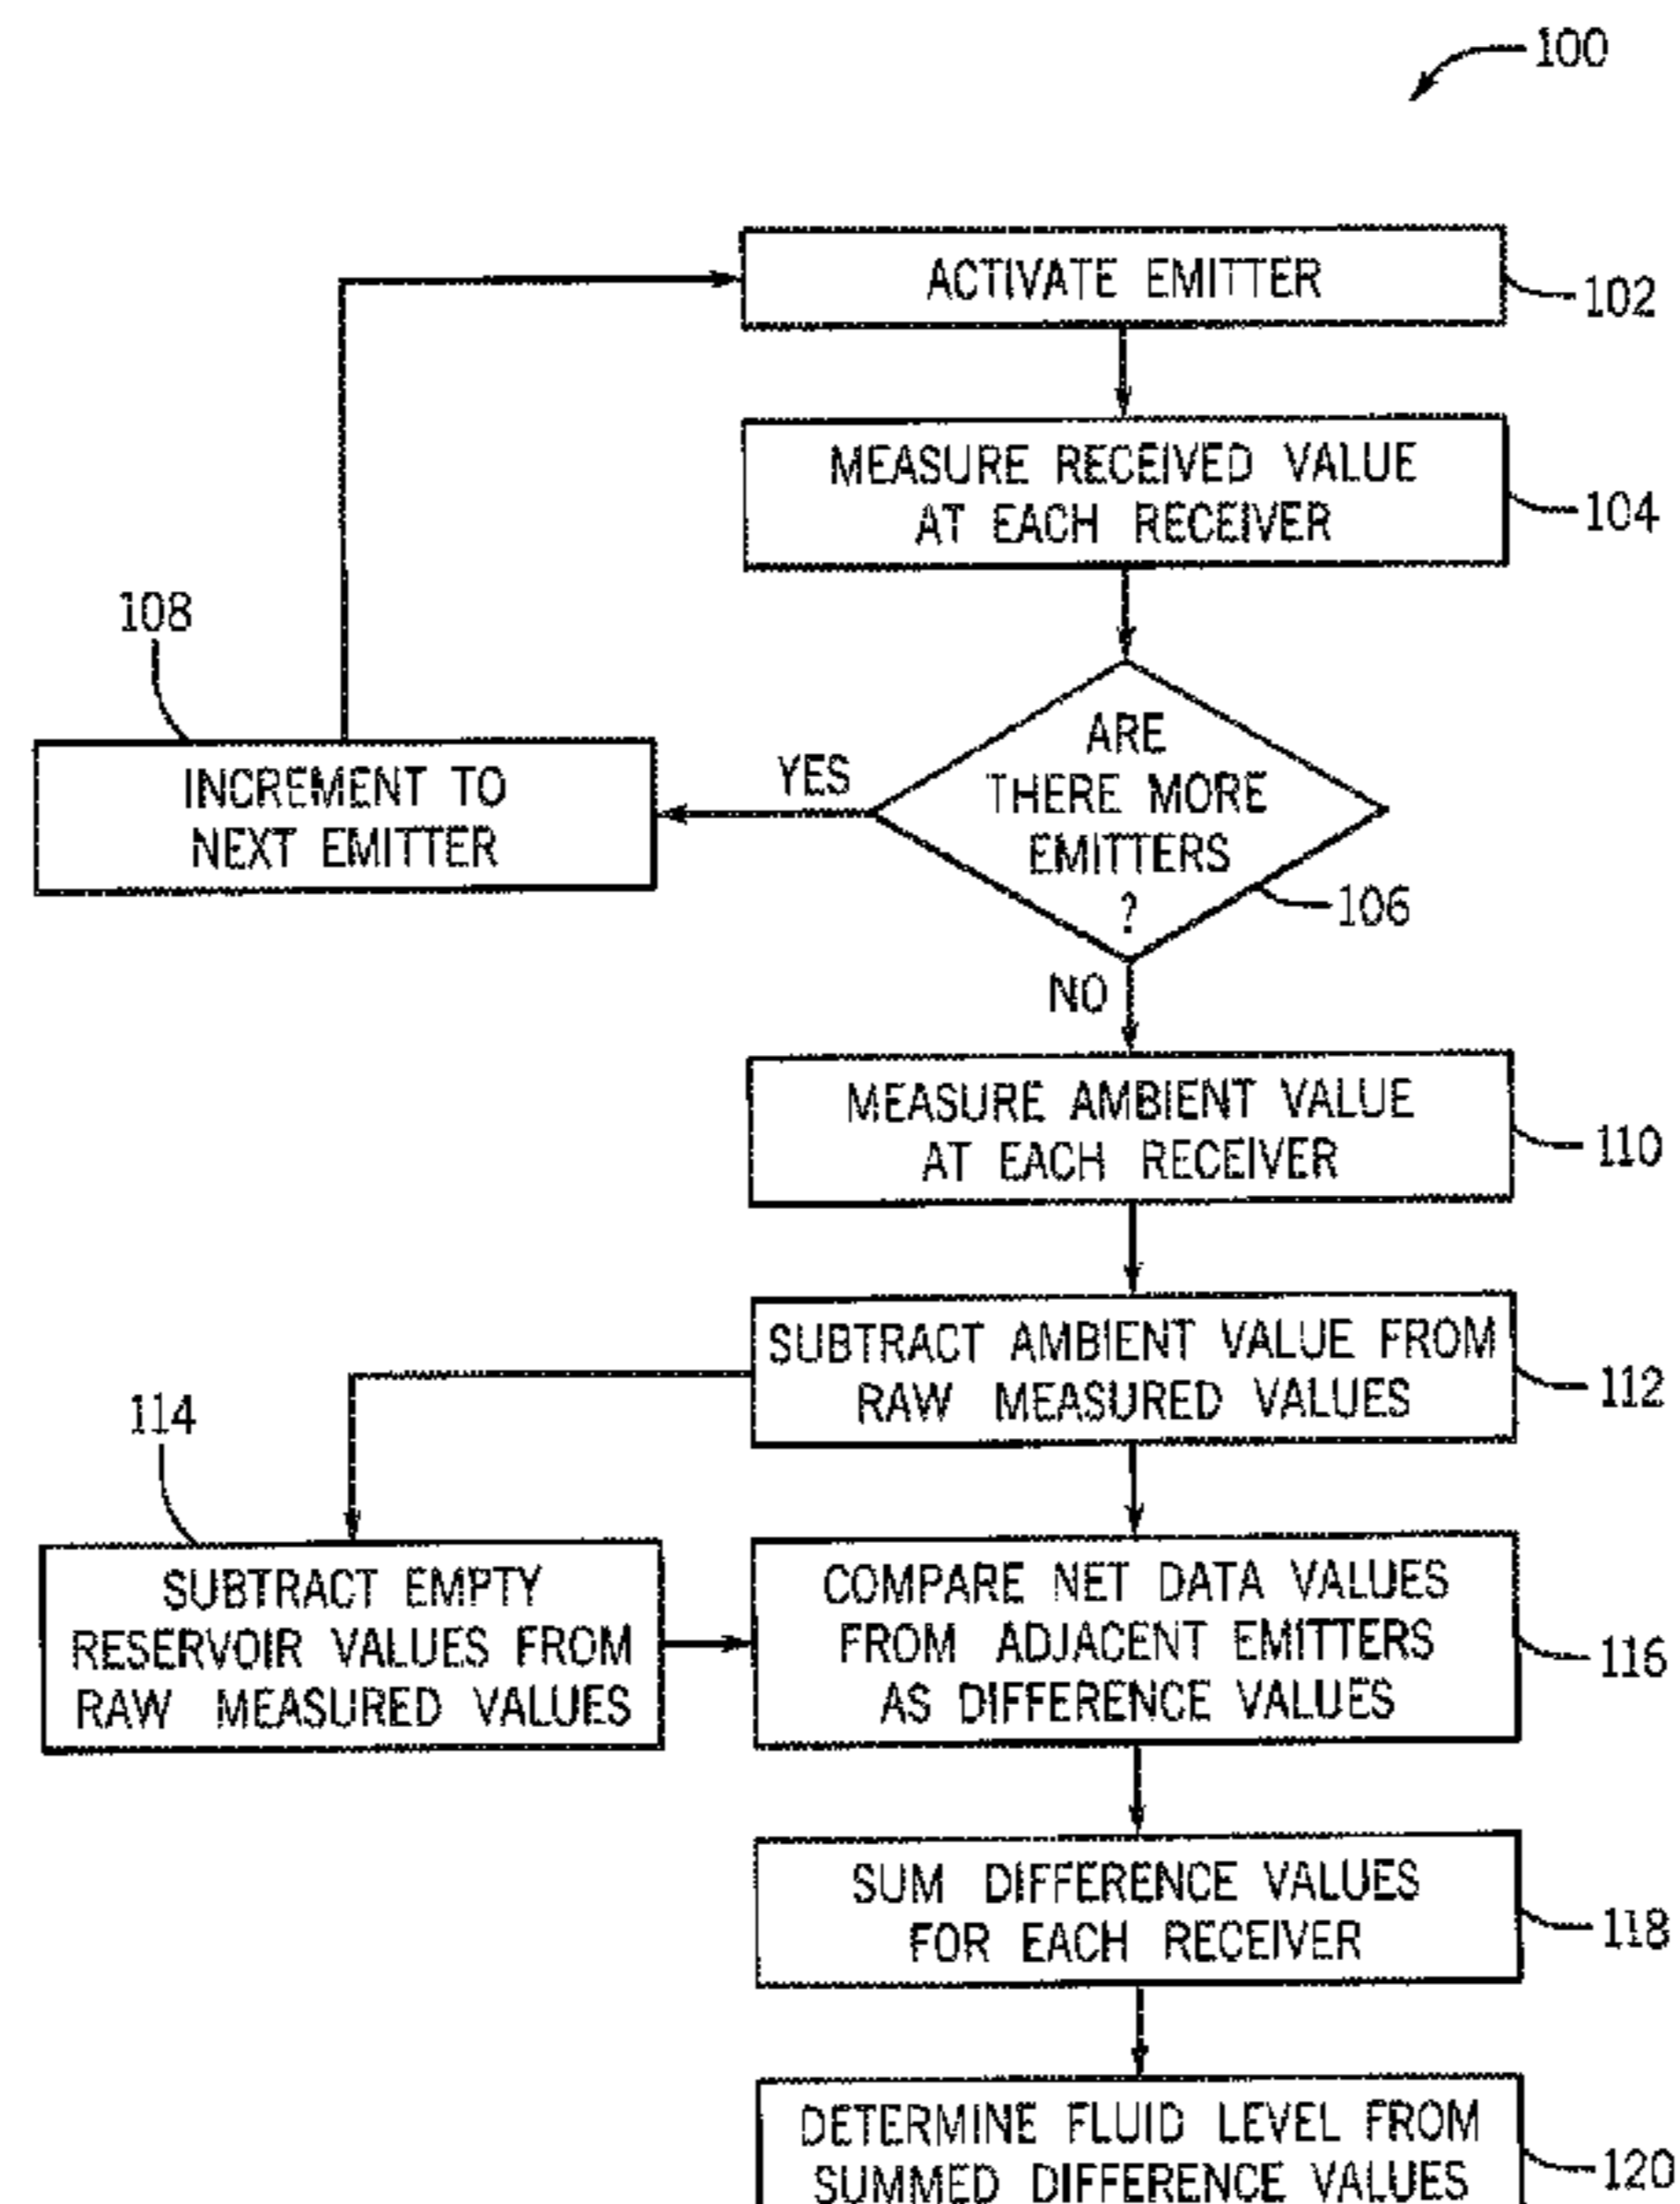 100
ACTIVATE EMITTER
102
MEASURE RECEIVED VALUE
AT EACH RECEIVER
104
108
INCREMENT TO
NEXT EMITTER
YES
ARE
THERE MORE
EMITTERS
?
106
NO
MEASURE AMBIENT VALUE
AT EACH RECEIVER
110
SUBTRACT AMBIENT VALUE FROM
RAW MEASURED VALUES
112
114
SUBTRACT EMPTY
RESERVOIR VALUES FROM
RAW MEASURED VALUES
COMPARE NET DATA VALUES
FROM ADJACENT EMITTERS
AS DIFFERENCE VALUES
116
SUM DIFFERENCE VALUES
FOR EACH RECEIVER
118
DETERMINE FLUID LEVEL FROM
SUMMED DIFFERENCE VALUES
120